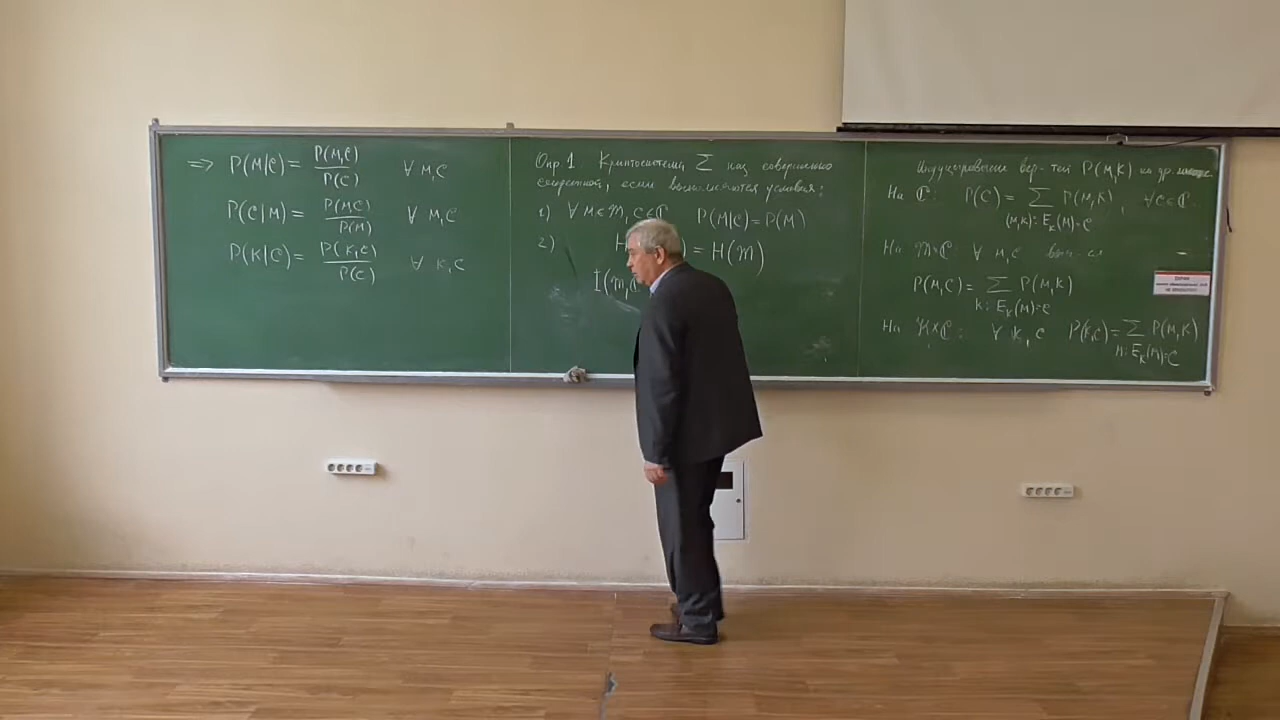 => P(M|C) = P(M,C) / P(C) ∀ M,C
P(C|M) = P(M,C) / P(M) ∀ M,C
P(K|C) = P(K,C) / P(C) ∀ K,C
Опр 1. Криптосистема Σ наз совершенно
секретной, если выполняются условия:
1) ∀ M∈𝔐, C∈ℂ P(M|C) = P(M)
2) H = H(𝔐)
I(𝔐,ℂ
вер-тей P(M,K) на др.
На ℂ: P(C) = Σ P(M,K), ∀C∈ℂ
(M,K): E_K(M)=C
На 𝔐×ℂ: ∀ M,C
P(M,C) = Σ P(M,K)
K: E_K(M)=C
На 𝒦×ℂ: ∀ K,C P(K,C) = Σ P(M,K)
M: E_K(M)=C